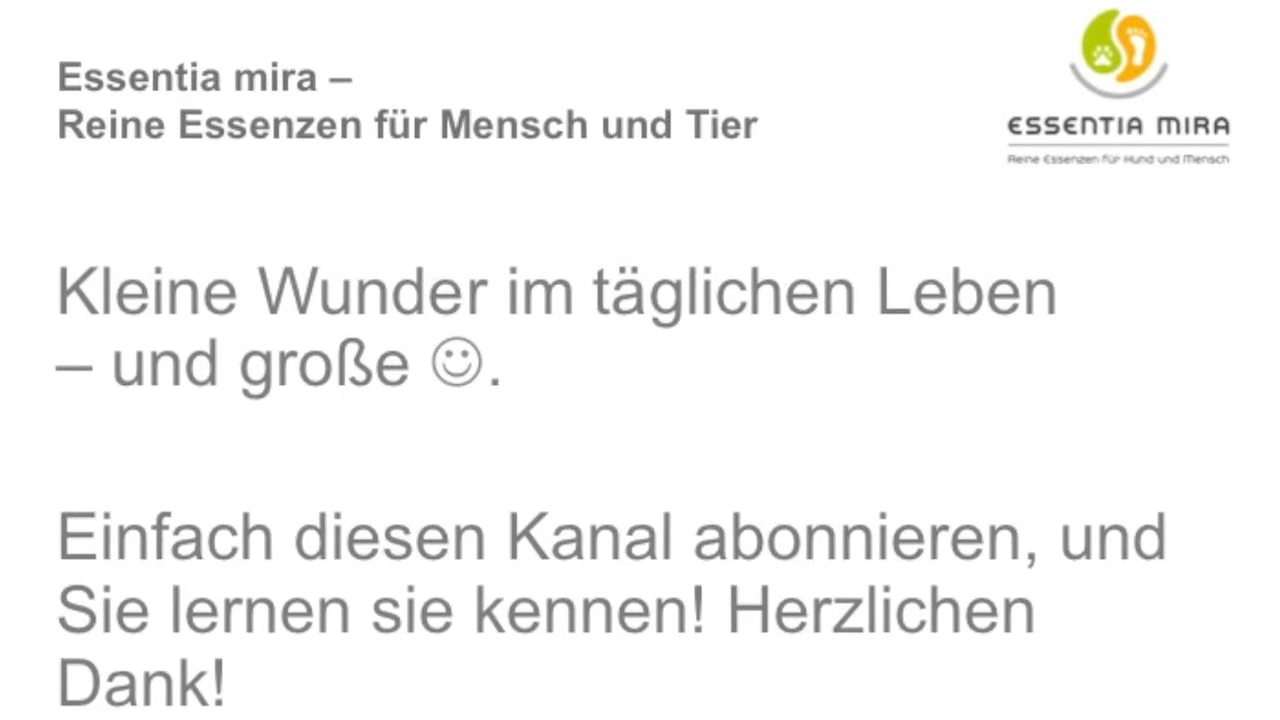 Essentia mira –
Reine Essenzen für Mensch und Tier
ESSENTIA MIRA
Reine Essenzen für Hund und Mensch
Kleine Wunder im täglichen Leben
– und große ☺.
Einfach diesen Kanal abonnieren, und
Sie lernen sie kennen! Herzlichen
Dank!